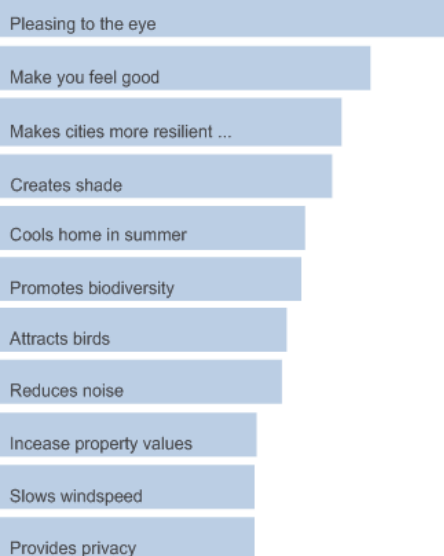 Pleasing to the eye
Make you feel good
Makes cities more resilient ...
Creates shade
Cools home in summer
Promotes biodiversity
Attracts birds
Reduces noise
Incease property values
Slows windspeed
Provides privacy